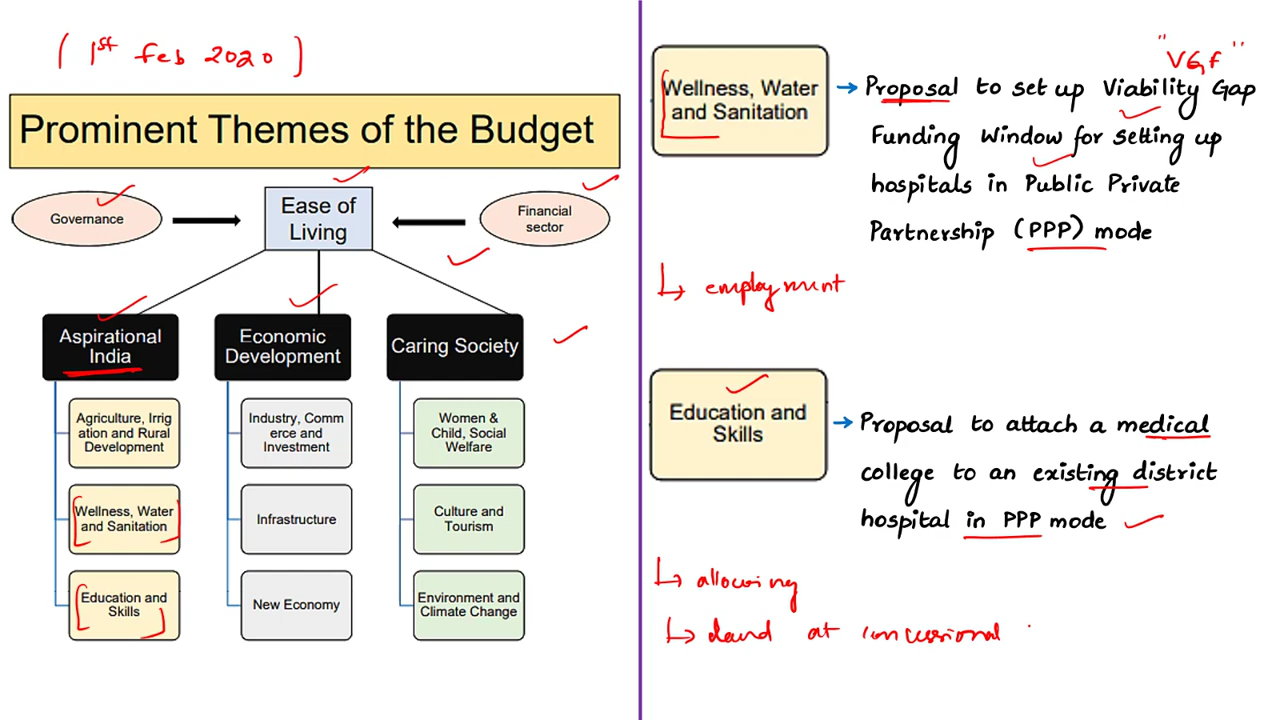 ( 1st Feb 2020 )
Prominent Themes of the Budget
Governance
Ease of
Living
Financial
sector
Aspirational
India
Economic
Development
Caring Society
Agriculture, Irrig
ation and Rural
Development
Industry, Comm
erce and
Investment
Women &
Child, Social
Welfare
Wellness, Water
and Sanitation
Infrastructure
Culture and
Tourism
Education and
Skills
New Economy
Environment and
Climate Change
"VGF"
Wellness, Water
and Sanitation
Proposal to set up Viability Gap
Funding Window for setting up
hospitals in Public Private
Partnership (PPP) mode
employment
Education and
Skills
Proposal to attach a medical
college to an existing district
hospital in PPP mode
allowing
at concessional